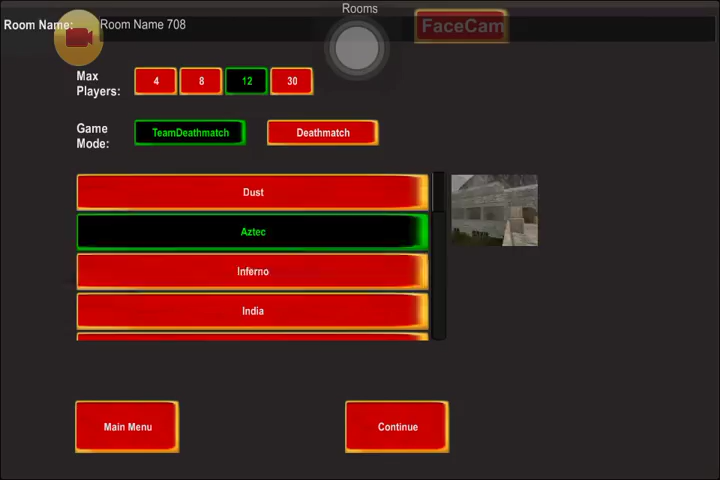 Rooms
Room Name: Room Name 708
FaceCam
Max Players: 4 8 12 30
Game Mode: TeamDeathmatch Deathmatch
Dust
Aztec
Inferno
India
Main Menu Continue